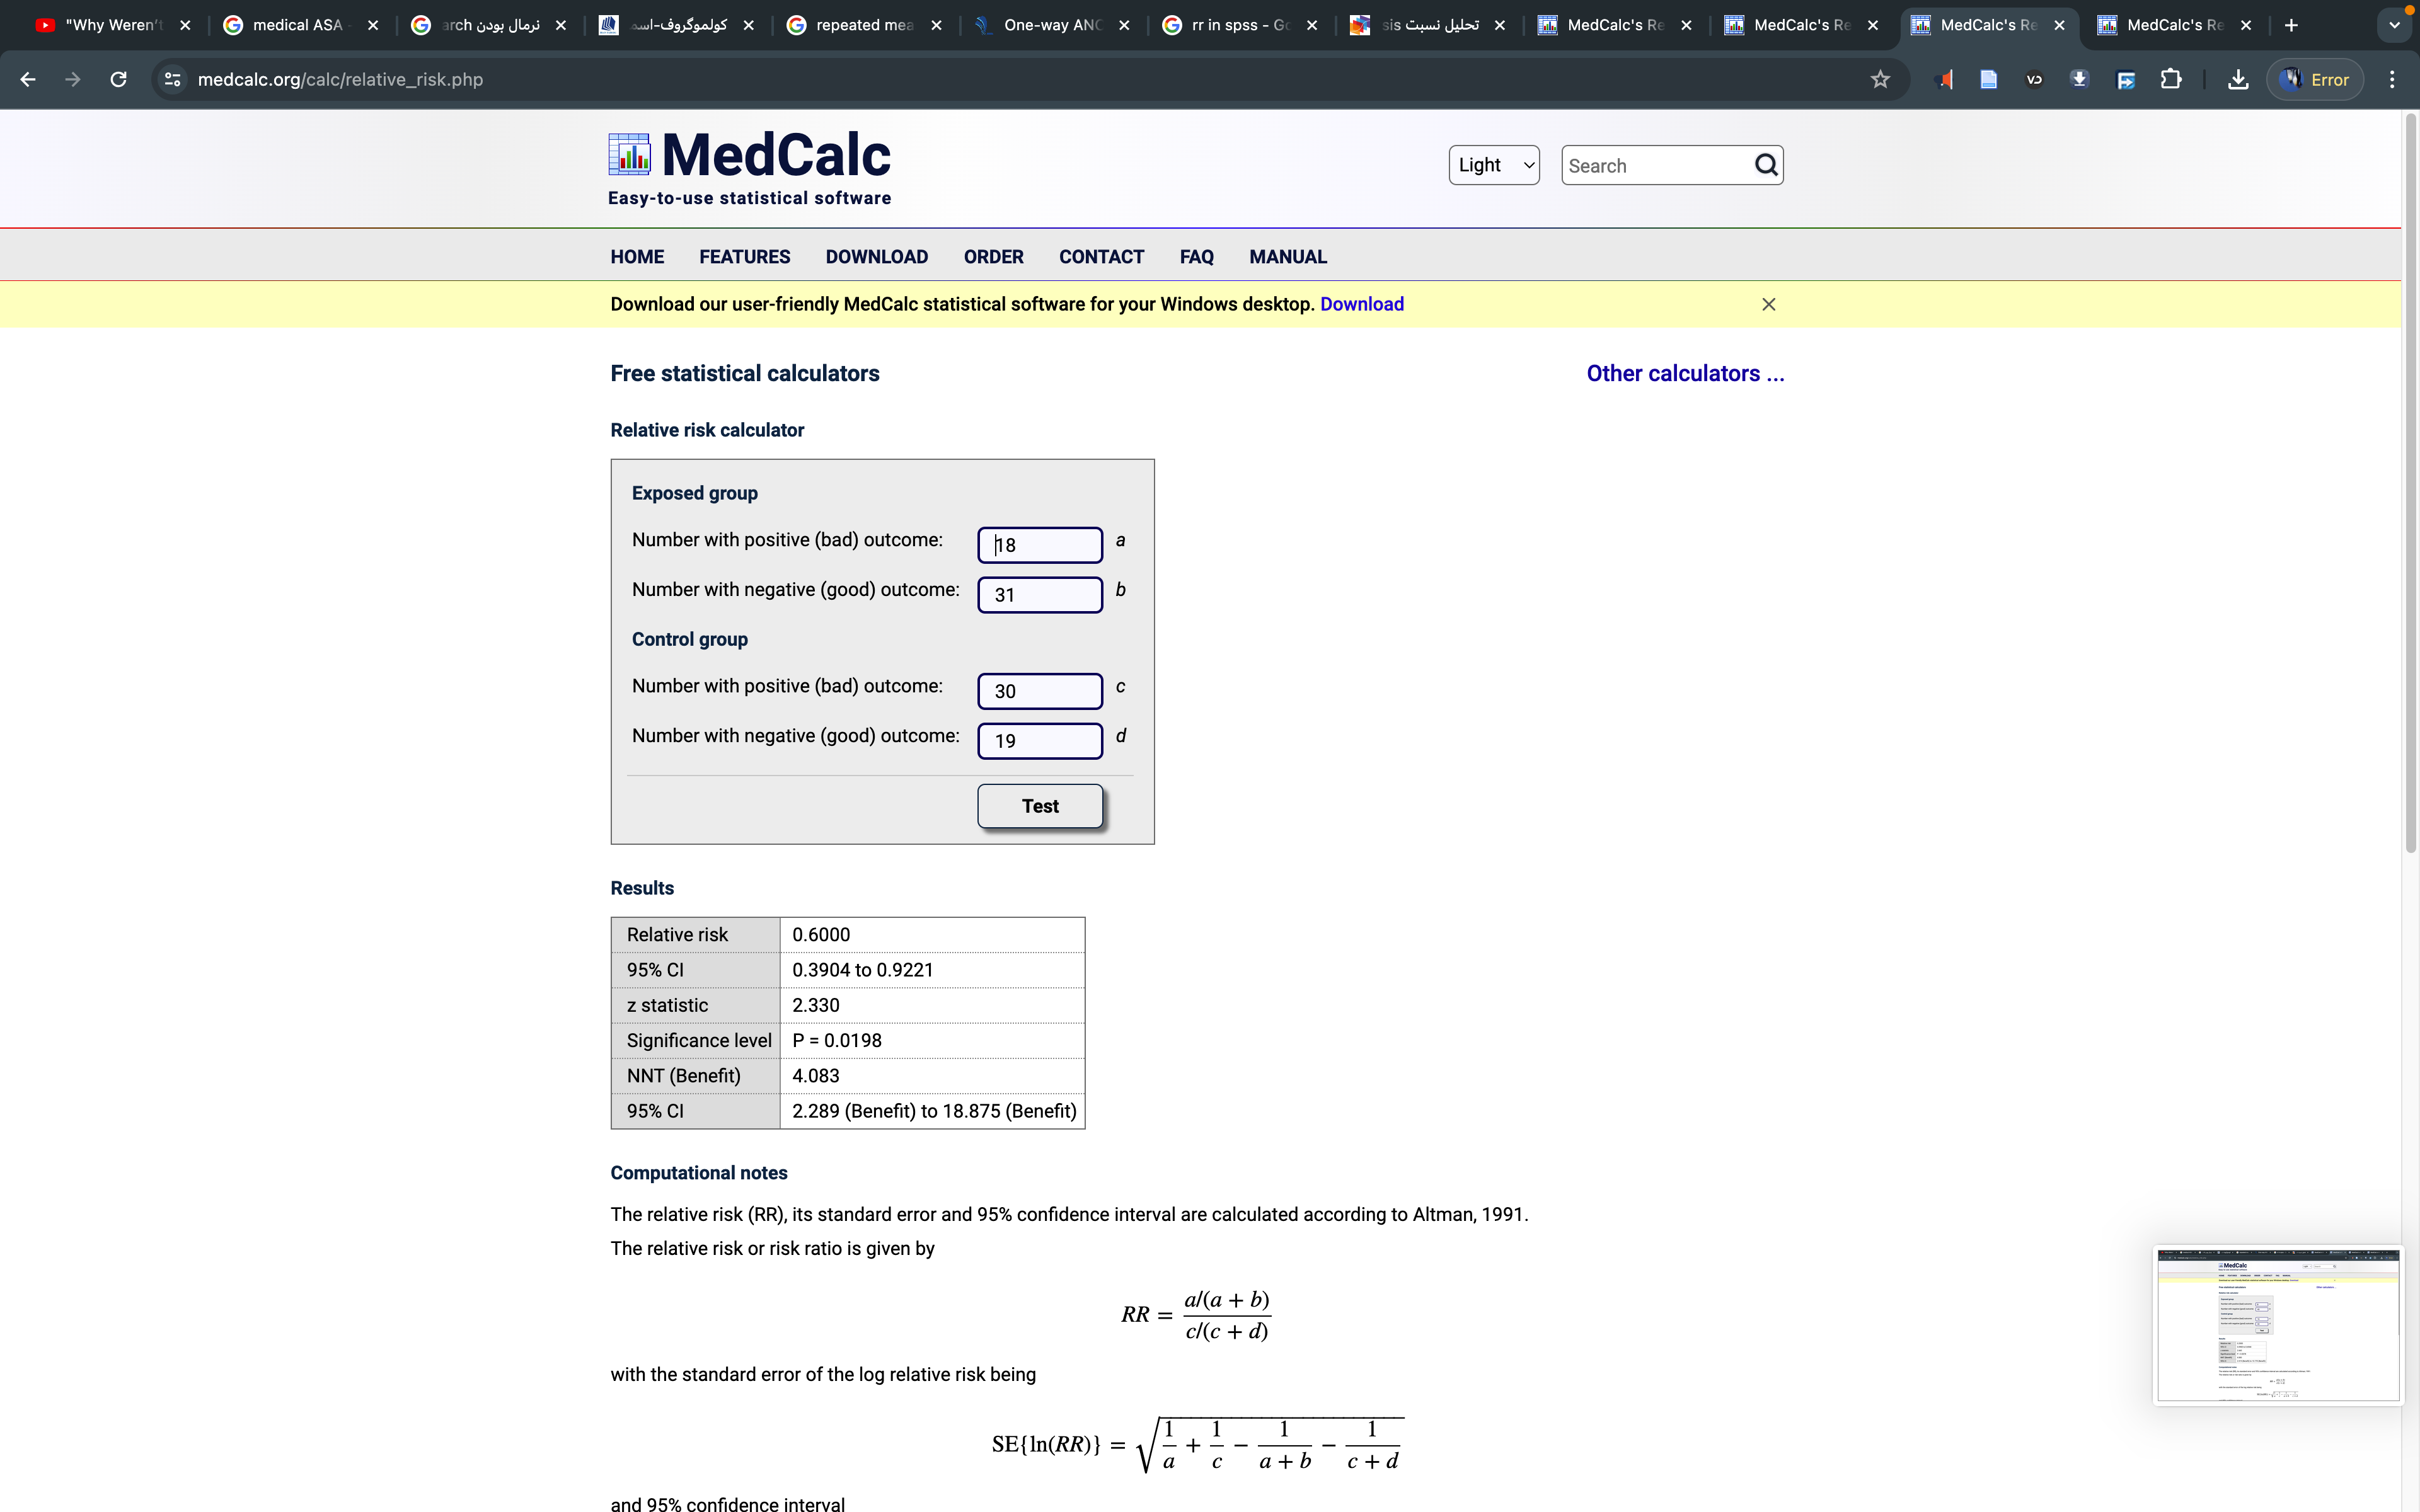 "Why Weren't
medical ASA -
arch نرمال بودن
کولموگروف-اسم
repeated mea
One-way ANC
rr in spss - Go
sis تحلیل نسبت
MedCalc's Re
MedCalc's Re
MedCalc's Re
MedCalc's Re
medcalc.org/calc/relative_risk.php
Error
MedCalc
Easy-to-use statistical software
Light
Search
HOME FEATURES DOWNLOAD ORDER CONTACT FAQ MANUAL
Download our user-friendly MedCalc statistical software for your Windows desktop. Download
Free statistical calculators
Other calculators ...
Relative risk calculator
Exposed group
Number with positive (bad) outcome: 18 a
Number with negative (good) outcome: 31 b
Control group
Number with positive (bad) outcome: 30 c
Number with negative (good) outcome: 19 d
Test
Results
Relative risk 0.6000
95% CI 0.3904 to 0.9221
z statistic 2.330
Significance level P = 0.0198
NNT (Benefit) 4.083
95% CI 2.289 (Benefit) to 18.875 (Benefit)
Computational notes
The relative risk (RR), its standard error and 95% confidence interval are calculated according to Altman, 1991.
The relative risk or risk ratio is given by
RR = a/(a + b) / c/(c + d)
with the standard error of the log relative risk being
SE{ln(RR)} = √ 1/a + 1/c − 1/(a + b) − 1/(c + d)
and 95% confidence interval